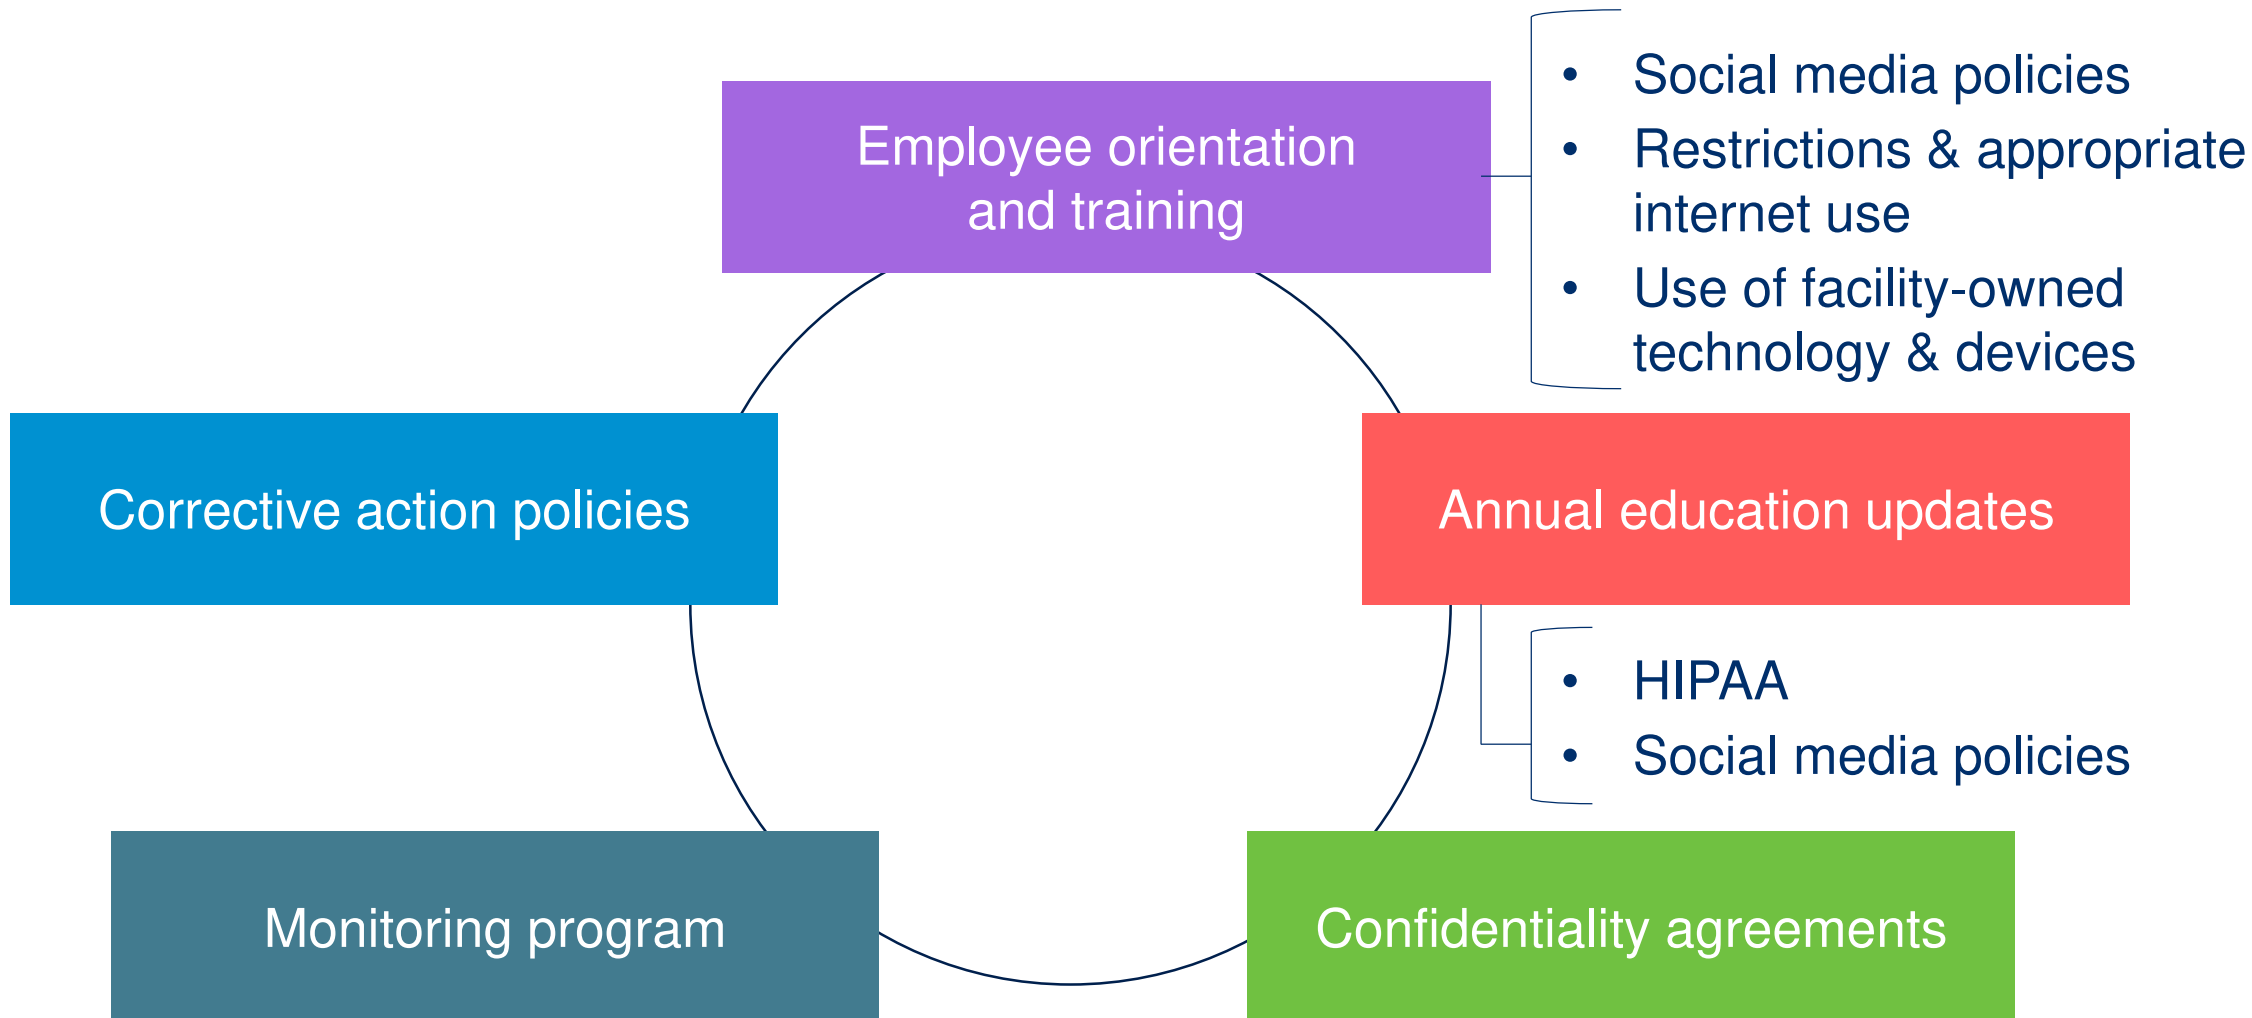 Employee orientation
and training
• Social media policies
• Restrictions & appropriate
internet use
• Use of facility-owned
technology & devices
Corrective action policies
Annual education updates
• HIPAA
• Social media policies
Monitoring program
Confidentiality agreements